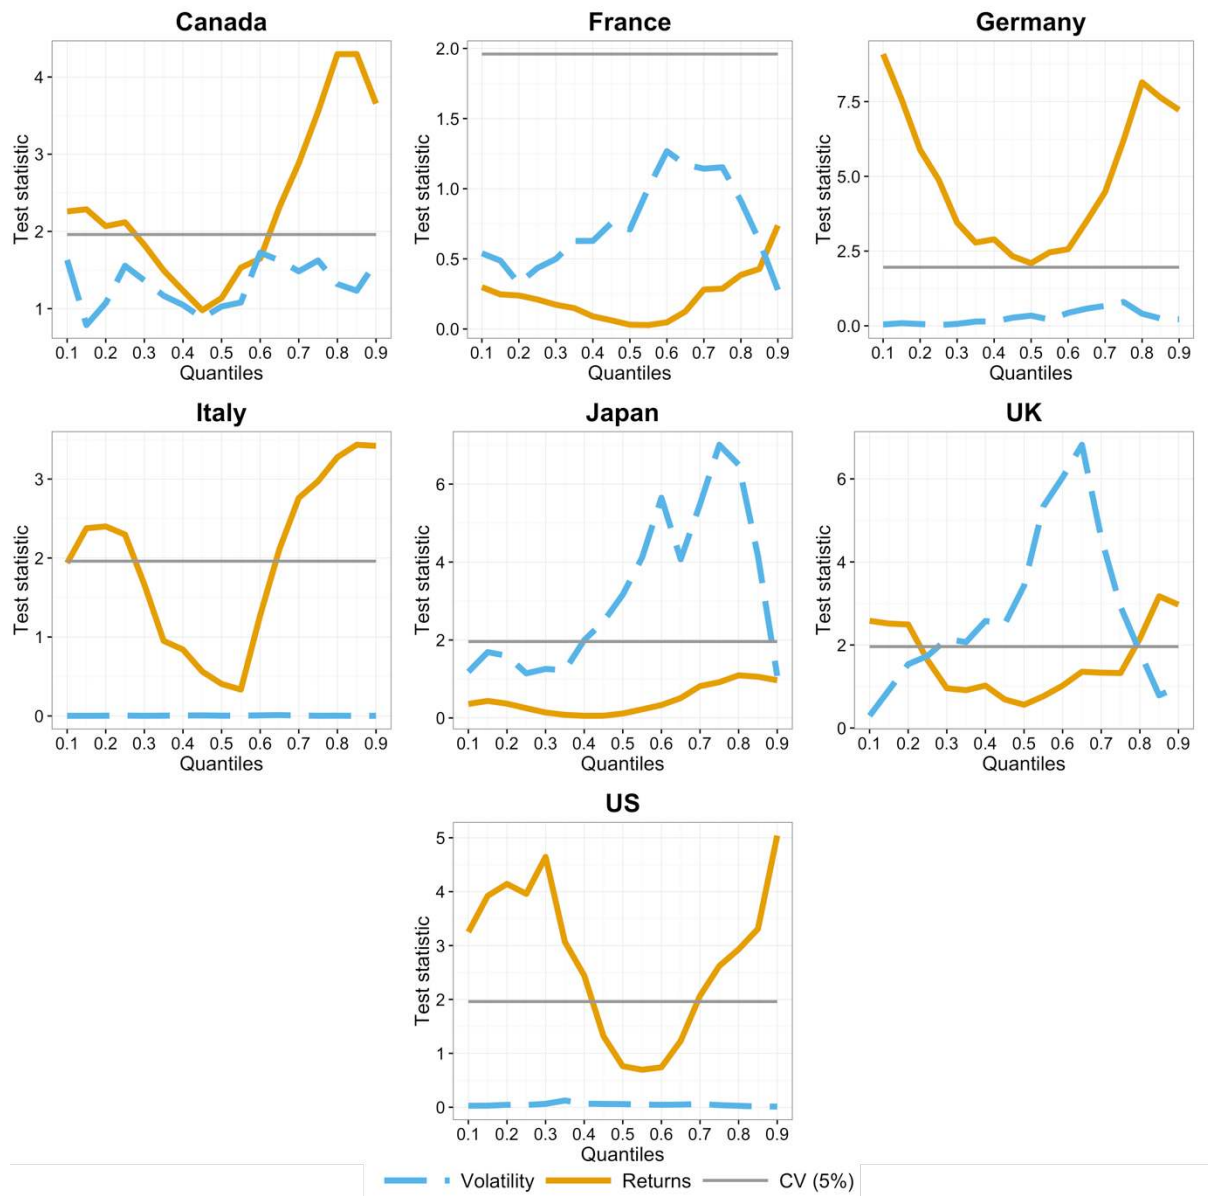 Canada
France
Germany
Test statistic
4
3
2
1
0.1 0.2 0.3 0.4 0.5 0.6 0.7 0.8 0.9
Quantiles
Test statistic
2.0
1.5
1.0
0.5
0.0
0.1 0.2 0.3 0.4 0.5 0.6 0.7 0.8 0.9
Quantiles
Test statistic
7.5
5.0
2.5
0.0
0.1 0.2 0.3 0.4 0.5 0.6 0.7 0.8 0.9
Quantiles
Italy
Japan
UK
Test statistic
3
2
1
0
0.1 0.2 0.3 0.4 0.5 0.6 0.7 0.8 0.9
Quantiles
Test statistic
6
4
2
0
0.1 0.2 0.3 0.4 0.5 0.6 0.7 0.8 0.9
Quantiles
Test statistic
6
4
2
0
0.1 0.2 0.3 0.4 0.5 0.6 0.7 0.8 0.9
Quantiles
US
Test statistic
5
4
3
2
1
0
0.1 0.2 0.3 0.4 0.5 0.6 0.7 0.8 0.9
Quantiles
Volatility Returns CV (5%)